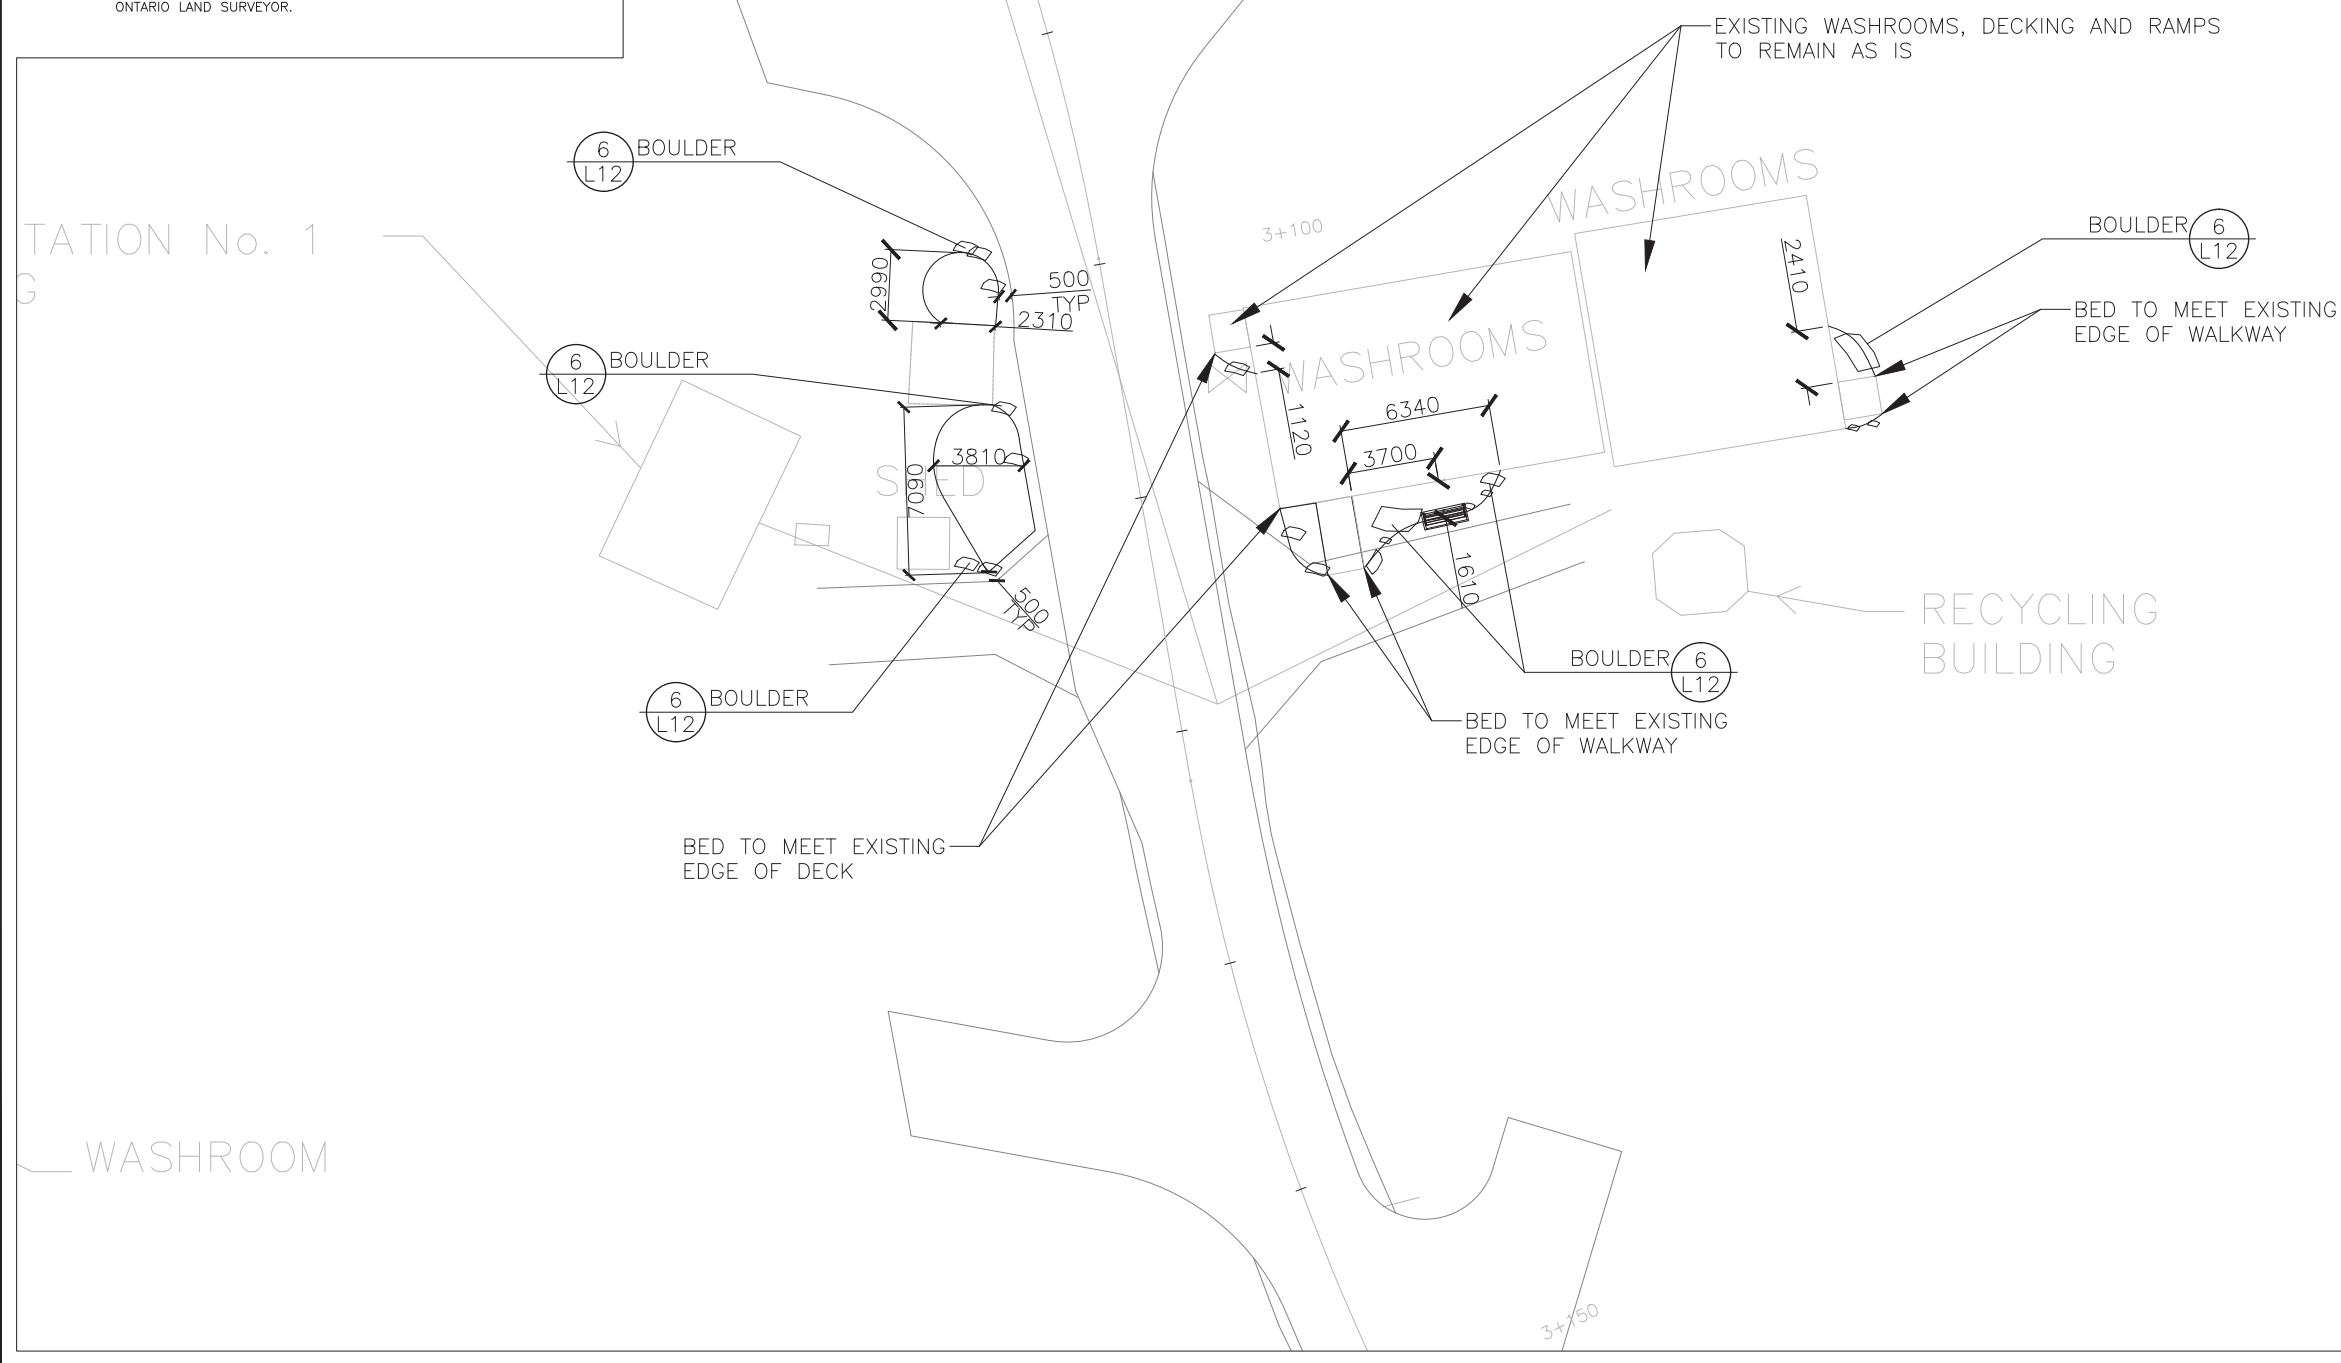 ONTARIO LAND SURVEYOR.
EXISTING WASHROOMS, DECKING AND RAMPS
TO REMAIN AS IS
6
L12
BOULDER
WASHROOMS
3+100
TATION No. 1
G
2990
500
TYP
2310
2410
BOULDER
6
L12
BED TO MEET EXISTING
EDGE OF WALKWAY
6
L12
BOULDER
WASHROOMS
1120
6340
3700
3810
7090
SHED
1610
500
TYP
RECYCLING
BUILDING
BOULDER
6
L12
6
L12
BOULDER
BED TO MEET EXISTING
EDGE OF WALKWAY
BED TO MEET EXISTING
EDGE OF DECK
WASHROOM
3+150